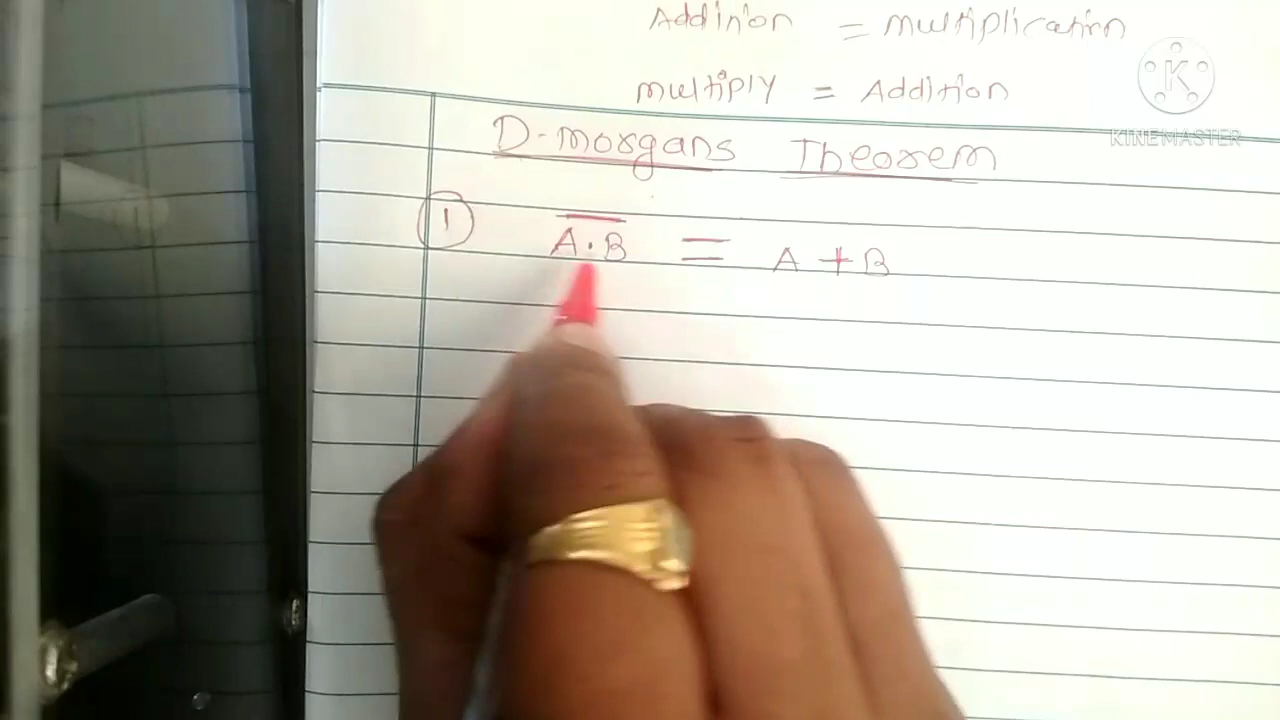 Addition = multiplication
multiply = Addition
K
KINEMASTER
D-morgans Theorem
① A̅ ̅·̅ ̅B̅ = A + B